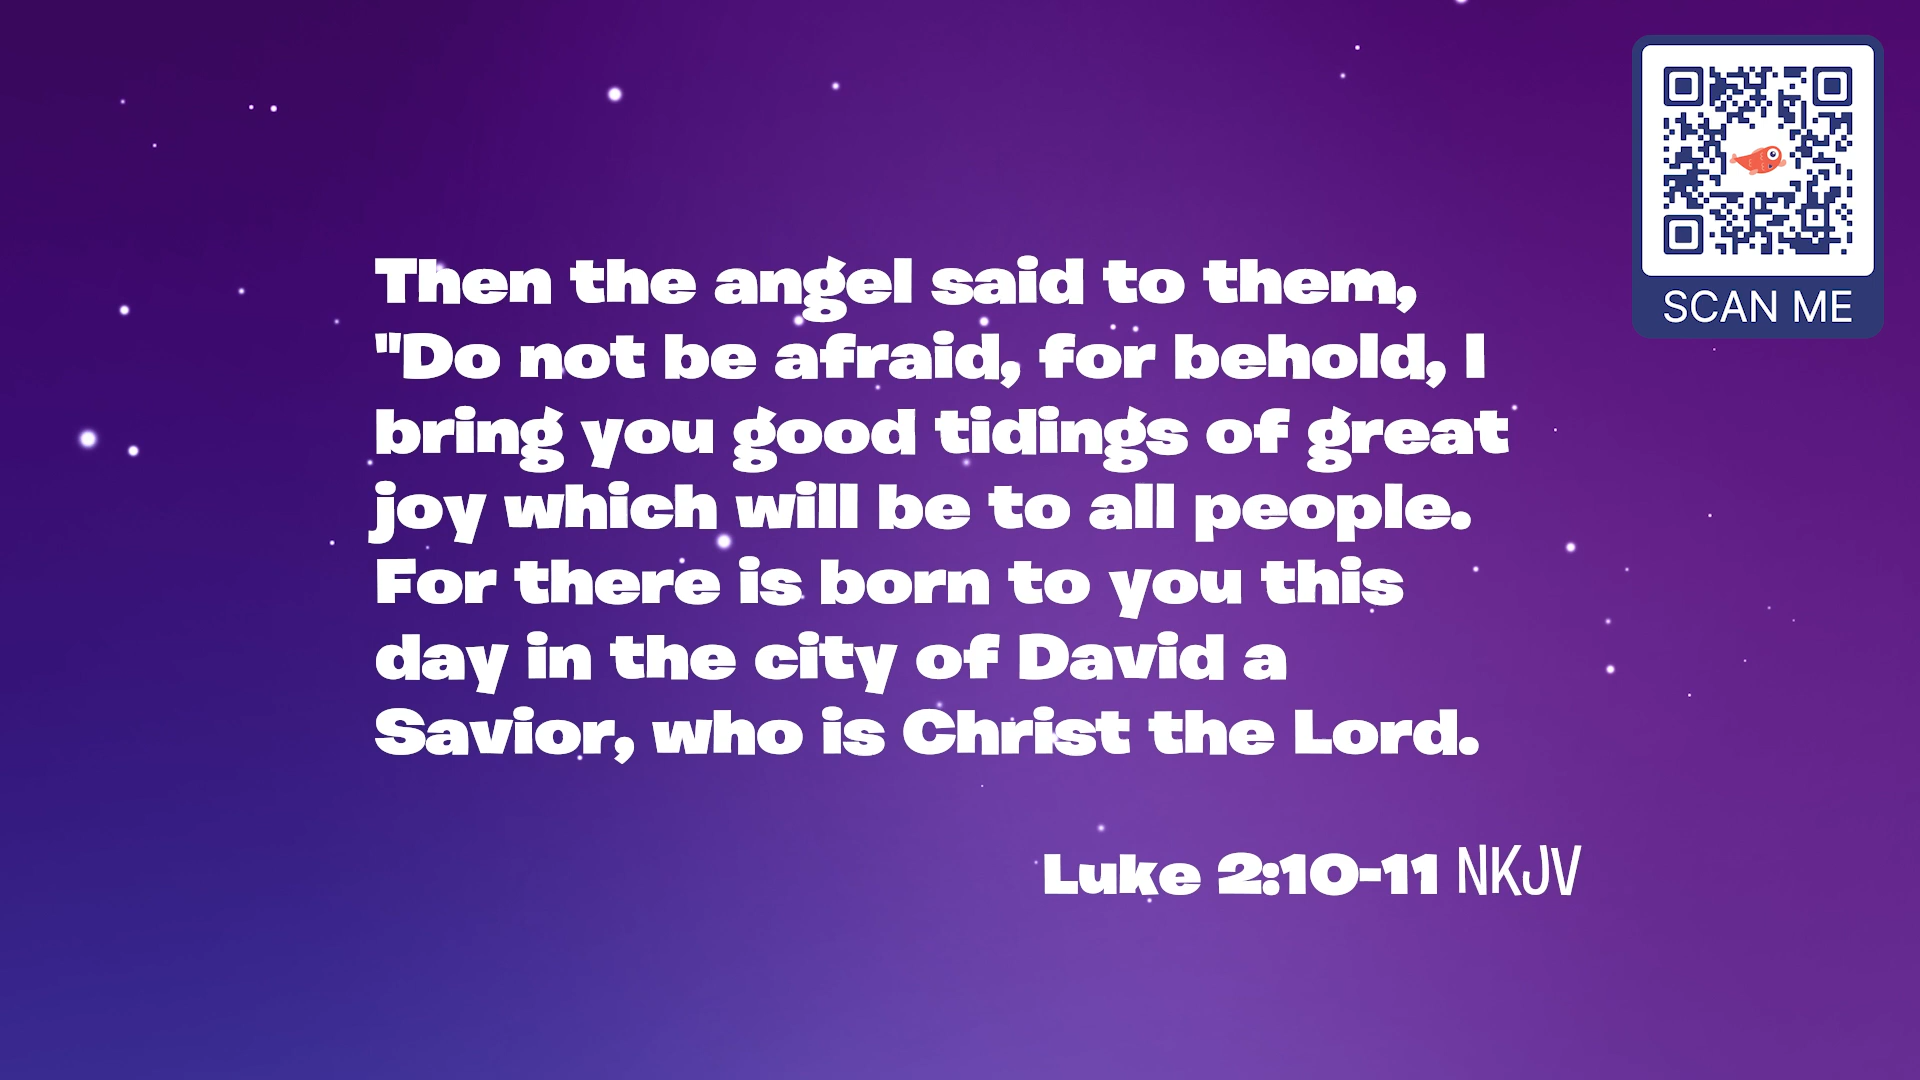 SCAN ME
Then the angel said to them,
"Do not be afraid, for behold, I
bring you good tidings of great
joy which will be to all people.
For there is born to you this
day in the city of David a
Savior, who is Christ the Lord.
Luke 2:10-11 NKJV